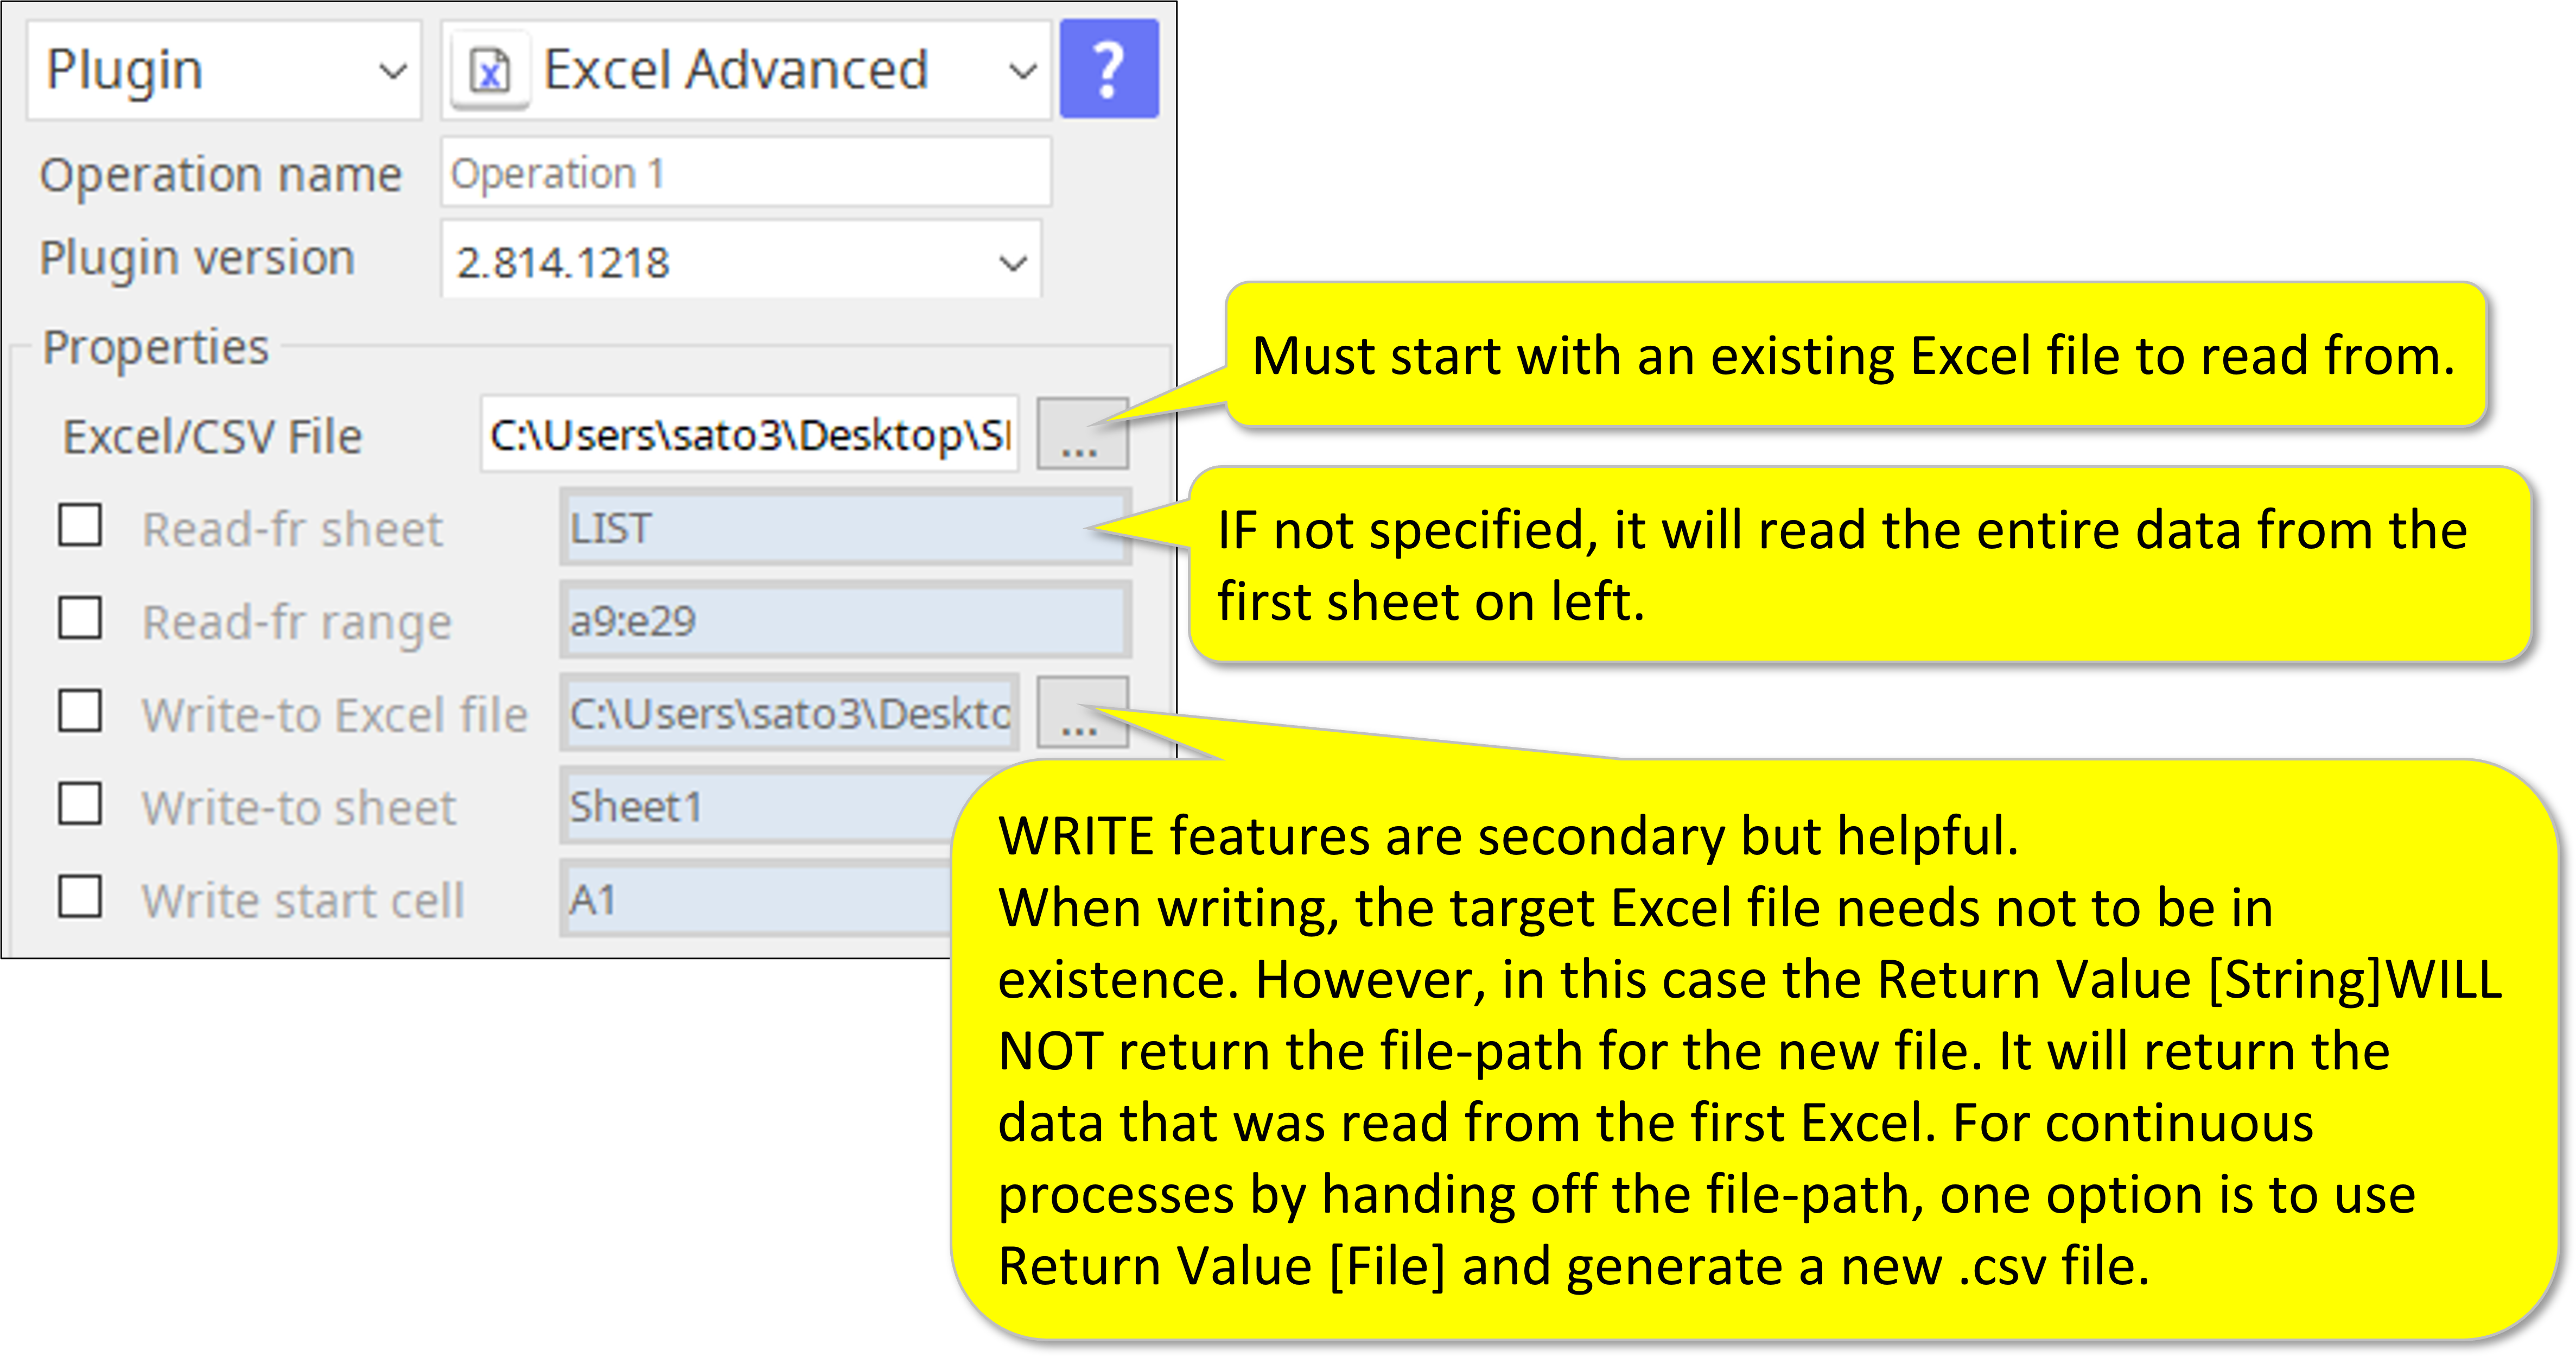 Plugin
Excel Advanced
?
Operation name
Operation 1
Plugin version
2.814.1218
Properties
Excel/CSV File
C:\Users\sato3\Desktop\S
...
Must start with an existing Excel file to read from.
Read-fr sheet
LIST
IF not specified, it will read the entire data from the
first sheet on left.
Read-fr range
a9:e29
Write-to Excel file
C:\Users\sato3\Deskto
...
Write-to sheet
Sheet1
Write start cell
A1
WRITE features are secondary but helpful.
When writing, the target Excel file needs not to be in
existence. However, in this case the Return Value [String]WILL
NOT return the file-path for the new file. It will return the
data that was read from the first Excel. For continuous
processes by handing off the file-path, one option is to use
Return Value [File] and generate a new .csv file.